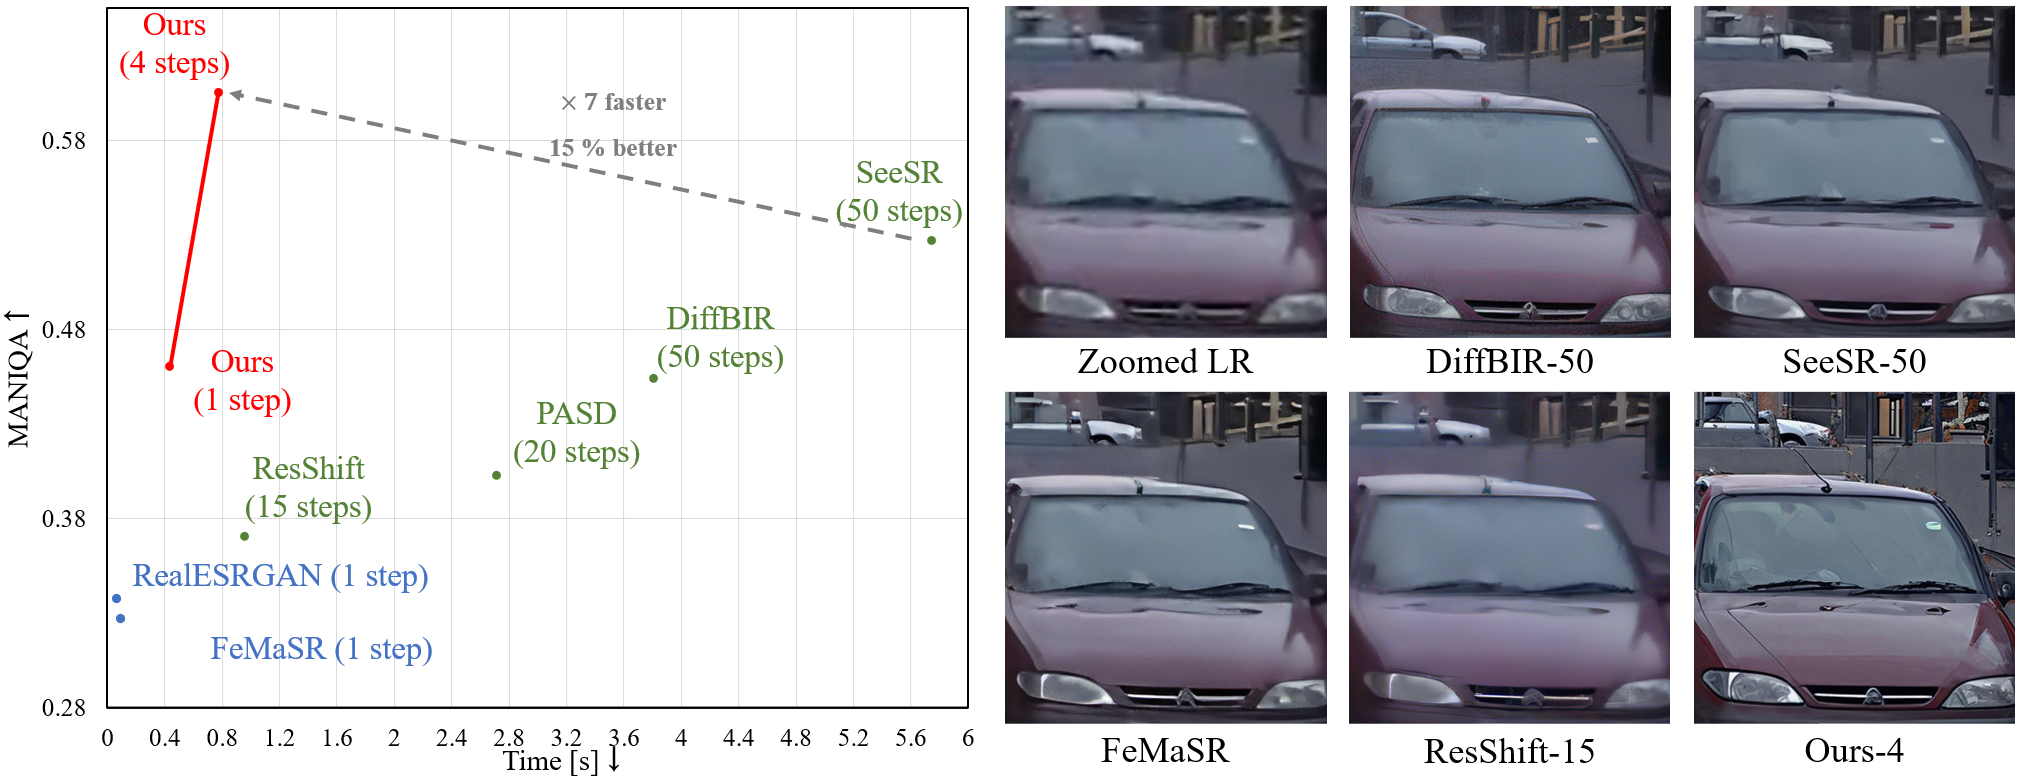 Ours
(4 steps)
× 7 faster
15 % better
SeeSR
(50 steps)
DiffBIR
(50 steps)
Ours
(1 step)
PASD
(20 steps)
ResShift
(15 steps)
RealESRGAN (1 step)
FeMaSR (1 step)
MANIQA ↑
0.58
0.48
0.38
0.28
0 0.4 0.8 1.2 1.6 2 2.4 2.8 3.2 3.6 4 4.4 4.8 5.2 5.6 6
Time [s] ↓
Zoomed LR
DiffBIR-50
SeeSR-50
FeMaSR
ResShift-15
Ours-4